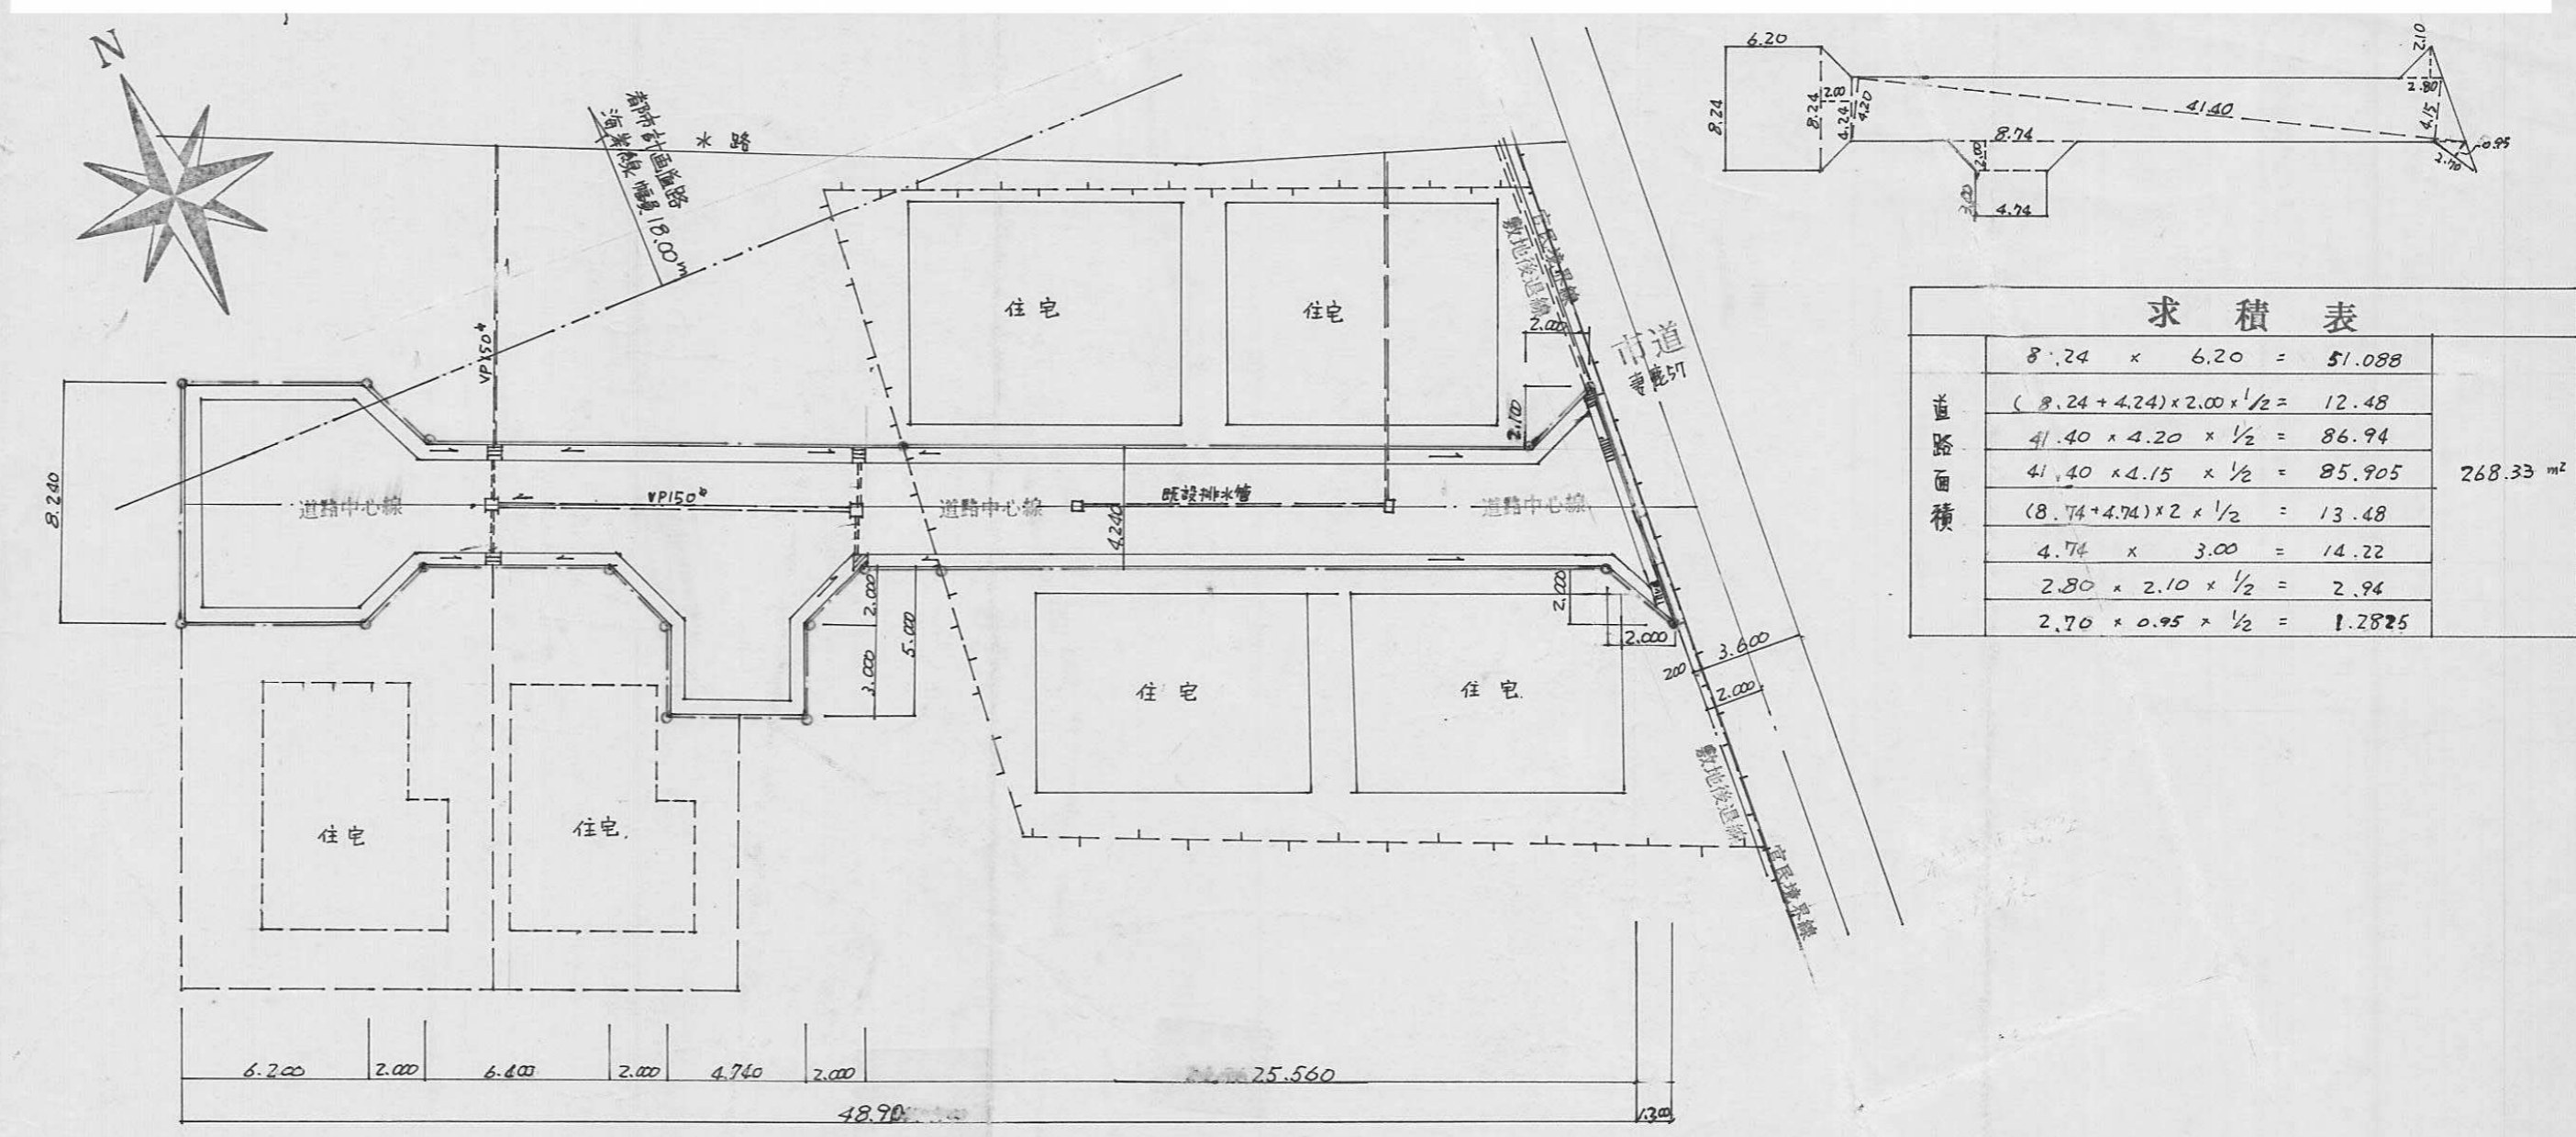 N
都市計画道路
海岸線 幅員 18.00m
水路
VP150φ
住宅
住宅
官民境界線
敷地後退線
2.000
市道
妻鹿57
2.100
8.240
道路中心線
VP150φ
道路中心線
既設排水管
道路中心線
4.240
2.000
5.000
3.000
2.000
2.000
3.600
200
2.000
住宅
住宅
敷地後退線
官民境界線
住宅
住宅
6.200
2.000
6.400
2.000
4.740
2.000
25.560
48.90
1.300
6.20
8.24
8.24
2.00
4.24
4.20
41.40
8.74
2.00
3.00
4.74
2.10
2.80
4.15
0.95
2.70
求積表
道路面積
8.24 × 6.20 = 51.088
(8.24+4.24)×2.00×1/2= 12.48
41.40 × 4.20 × 1/2 = 86.94
41.40 ×4.15 × 1/2 = 85.905
(8.74+4.74)×2 × 1/2 = 13.48
4.74 × 3.00 = 14.22
2.80 × 2.10 × 1/2 = 2.94
2.70 × 0.95 × 1/2 = 1.2825
268.33 m²